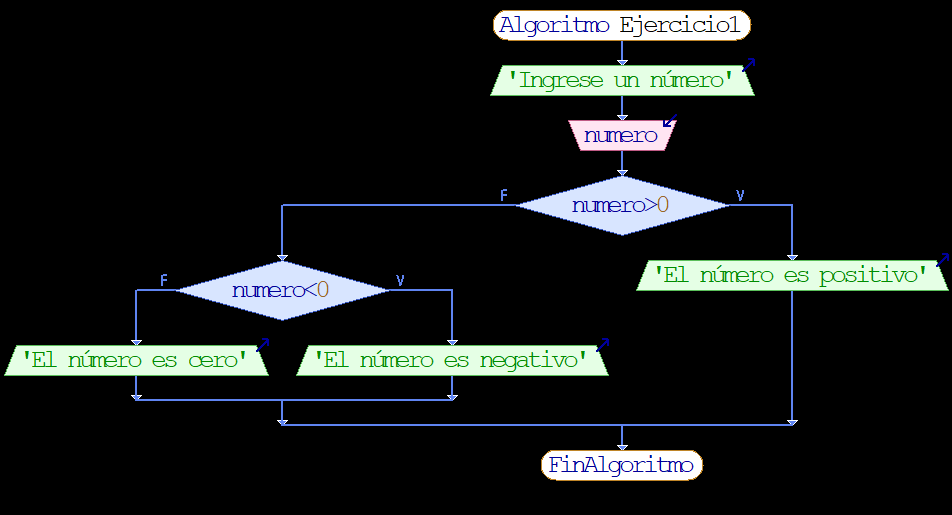 Algoritmo Ejercicio1
'Ingrese un número'
numero
F
V
numero>0
F
V
numero<0
'El número es positivo'
'El número es cero'
'El número es negativo'
FinAlgoritmo